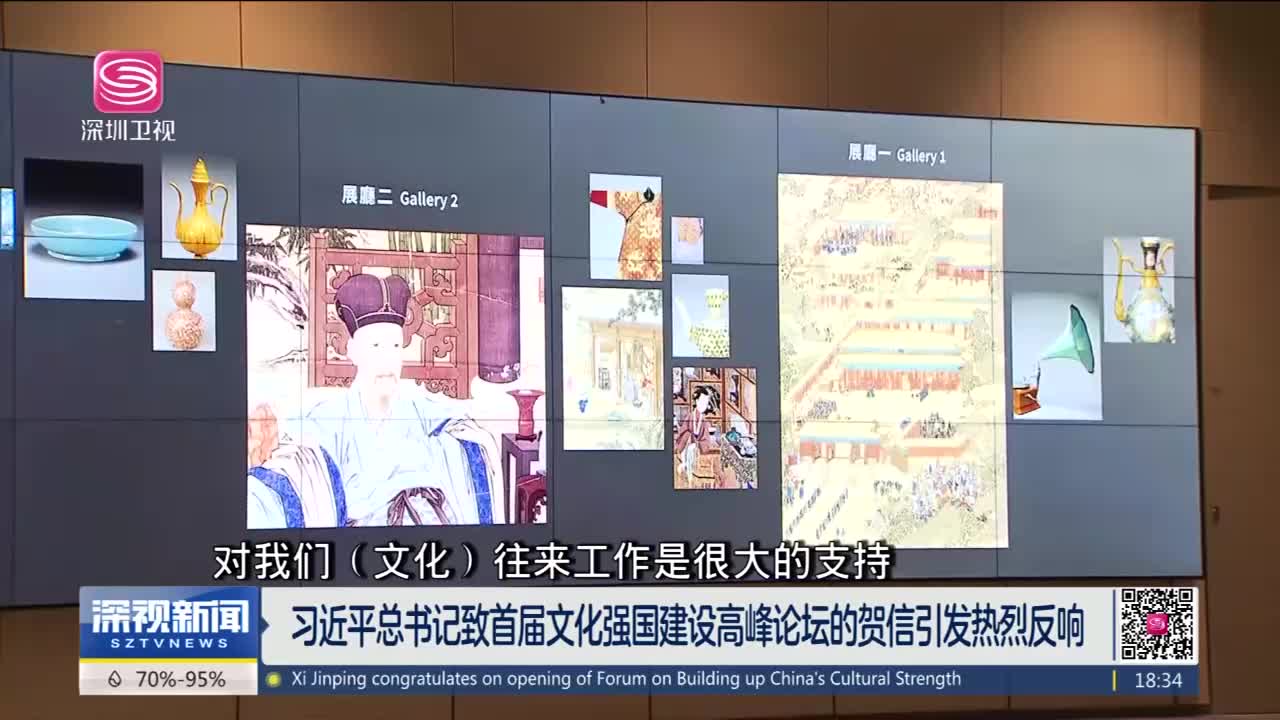 深圳卫视
展廳一 Gallery 1
展廳二 Gallery 2
对我们（文化）往来工作是很大的支持
深视新闻
SZTVNEWS
习近平总书记致首届文化强国建设高峰论坛的贺信引发热烈反响
70%-95%
Xi Jinping congratulates on opening of Forum on Building up China's Cultural Strength
18:34